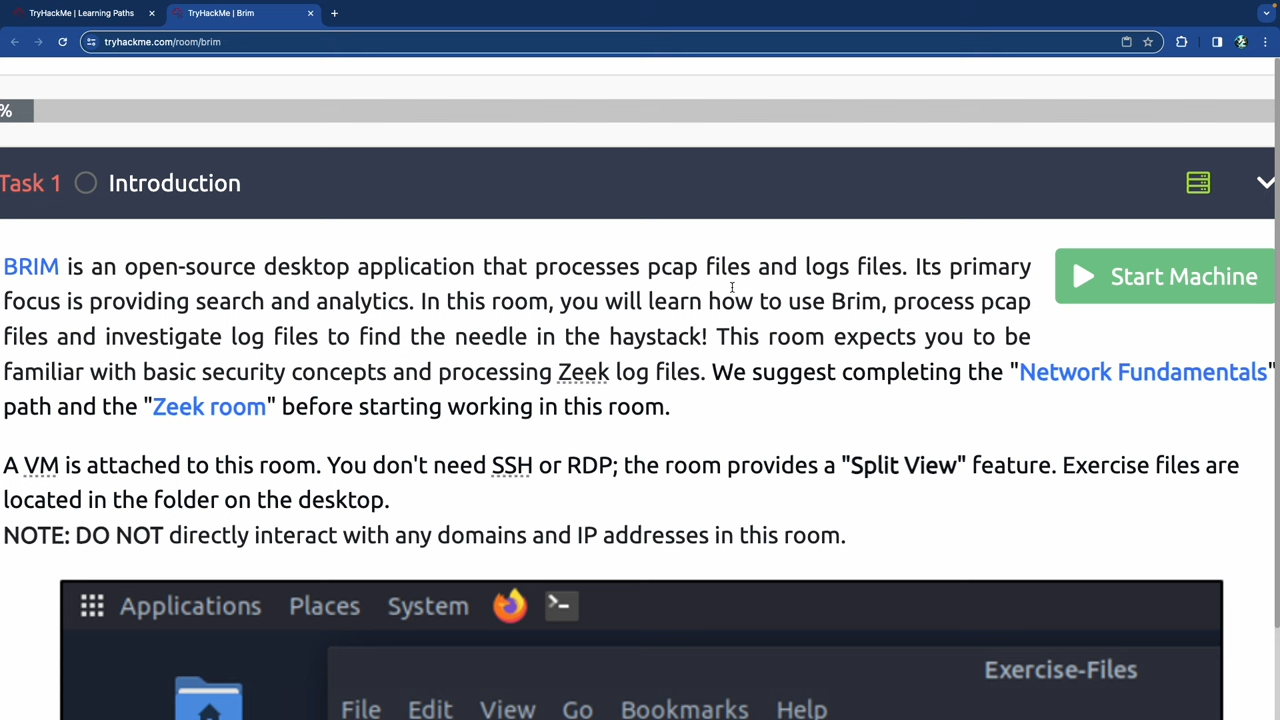 TryHackMe | Learning Paths
TryHackMe | Brim
tryhackme.com/room/brim
%
Task 1 Introduction
BRIM is an open-source desktop application that processes pcap files and logs files. Its primary
focus is providing search and analytics. In this room, you will learn how to use Brim, process pcap
files and investigate log files to find the needle in the haystack! This room expects you to be
familiar with basic security concepts and processing Zeek log files. We suggest completing the "Network Fundamentals"
path and the "Zeek room" before starting working in this room.
Start Machine
A VM is attached to this room. You don't need SSH or RDP; the room provides a "Split View" feature. Exercise files are
located in the folder on the desktop.
NOTE: DO NOT directly interact with any domains and IP addresses in this room.
Applications Places System
Exercise-Files
File Edit View Go Bookmarks Help